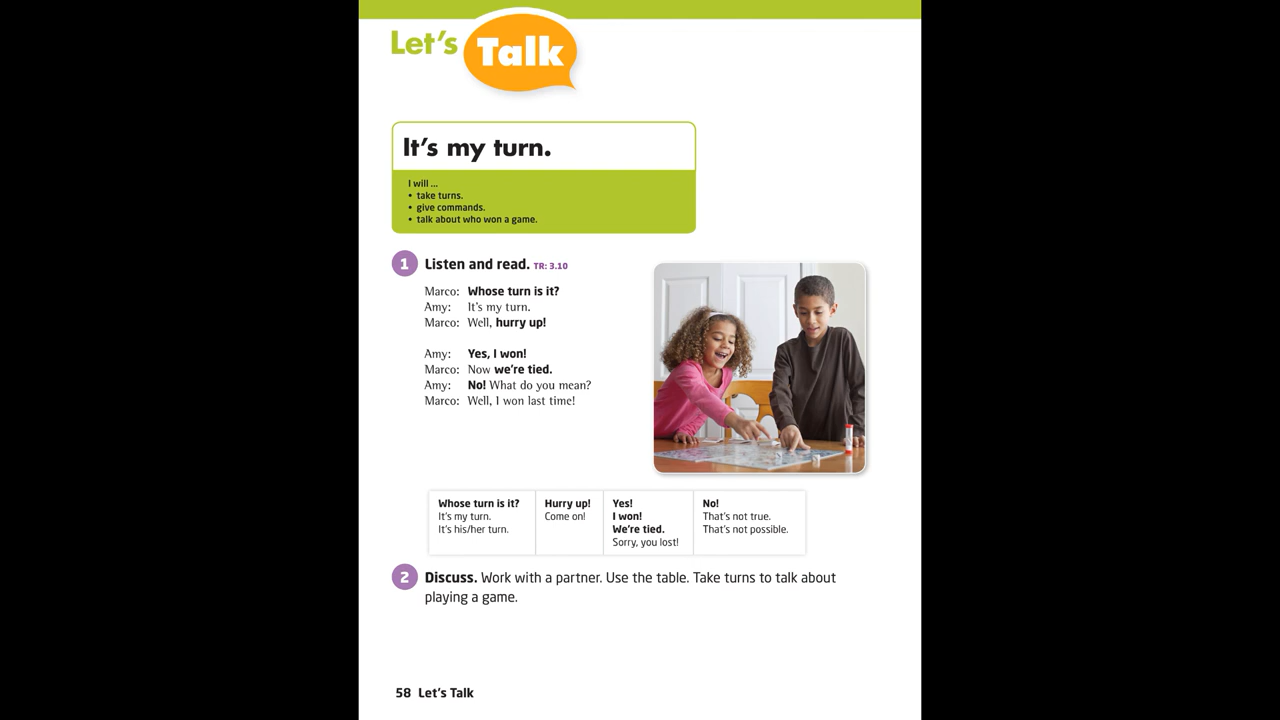 Let's Talk
It's my turn.
I will ...
• take turns.
• give commands.
• talk about who won a game.
1 Listen and read. TR: 3.10
Marco: Whose turn is it?
Amy: It's my turn.
Marco: Well, hurry up!
Amy: Yes, I won!
Marco: Now we're tied.
Amy: No! What do you mean?
Marco: Well, I won last time!
Whose turn is it?
It's my turn.
It's his/her turn.
Hurry up!
Come on!
Yes!
I won!
We're tied.
Sorry, you lost!
No!
That's not true.
That's not possible.
2 Discuss. Work with a partner. Use the table. Take turns to talk about
playing a game.
58 Let's Talk